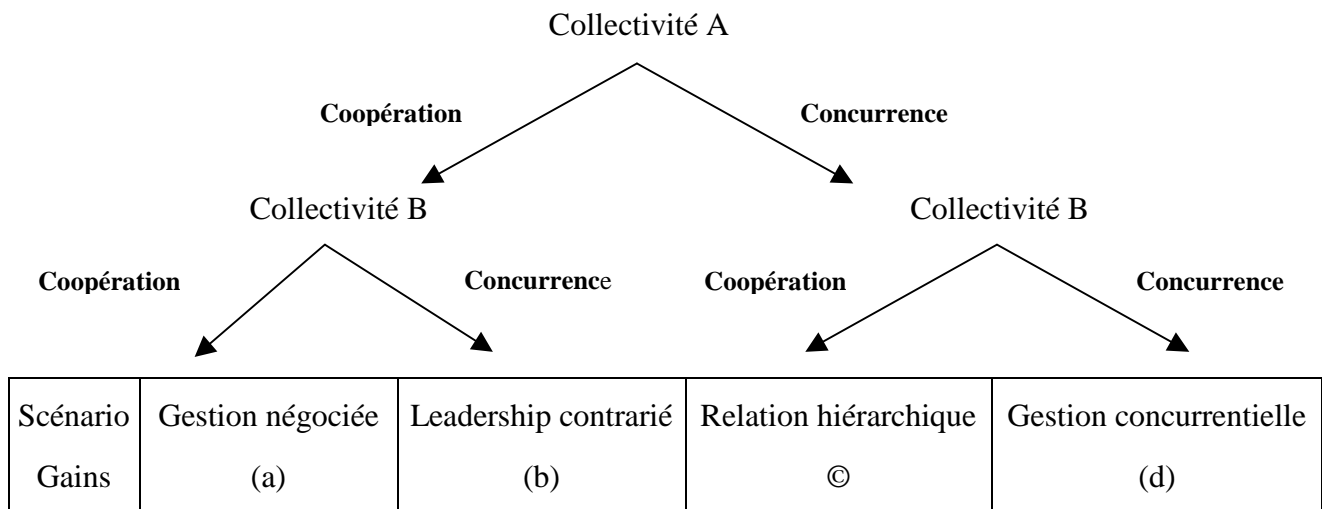 Collectivité A
Coopération Concurrence
Collectivité B Collectivité B
Coopération Concurrence Coopération Concurrence
Scénario Gestion négociée Leadership contrarié Relation hiérarchique Gestion concurrentielle
Gains (a) (b) © (d)